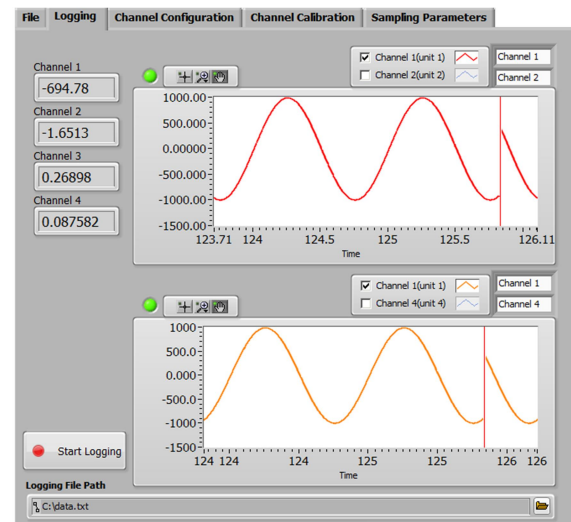 File Logging Channel Configuration Channel Calibration Sampling Parameters
Channel 1
-694.78
Channel 2
-1.6513
Channel 3
0.26898
Channel 4
0.087582
Channel 1(unit 1) Channel 1
Channel 2(unit 2) Channel 2
1000.00
500.000
0.00000
-500.00
-1000.00
-1500.00
123.71 124 124.5 125 125.5 126.11
Time
Channel 1(unit 1) Channel 1
Channel 4(unit 4) Channel 4
1000
500.0
0.000
-500.0
-1000
-1500
124 124 124 125 125 126 126
Time
Start Logging
Logging File Path
C:\data.txt